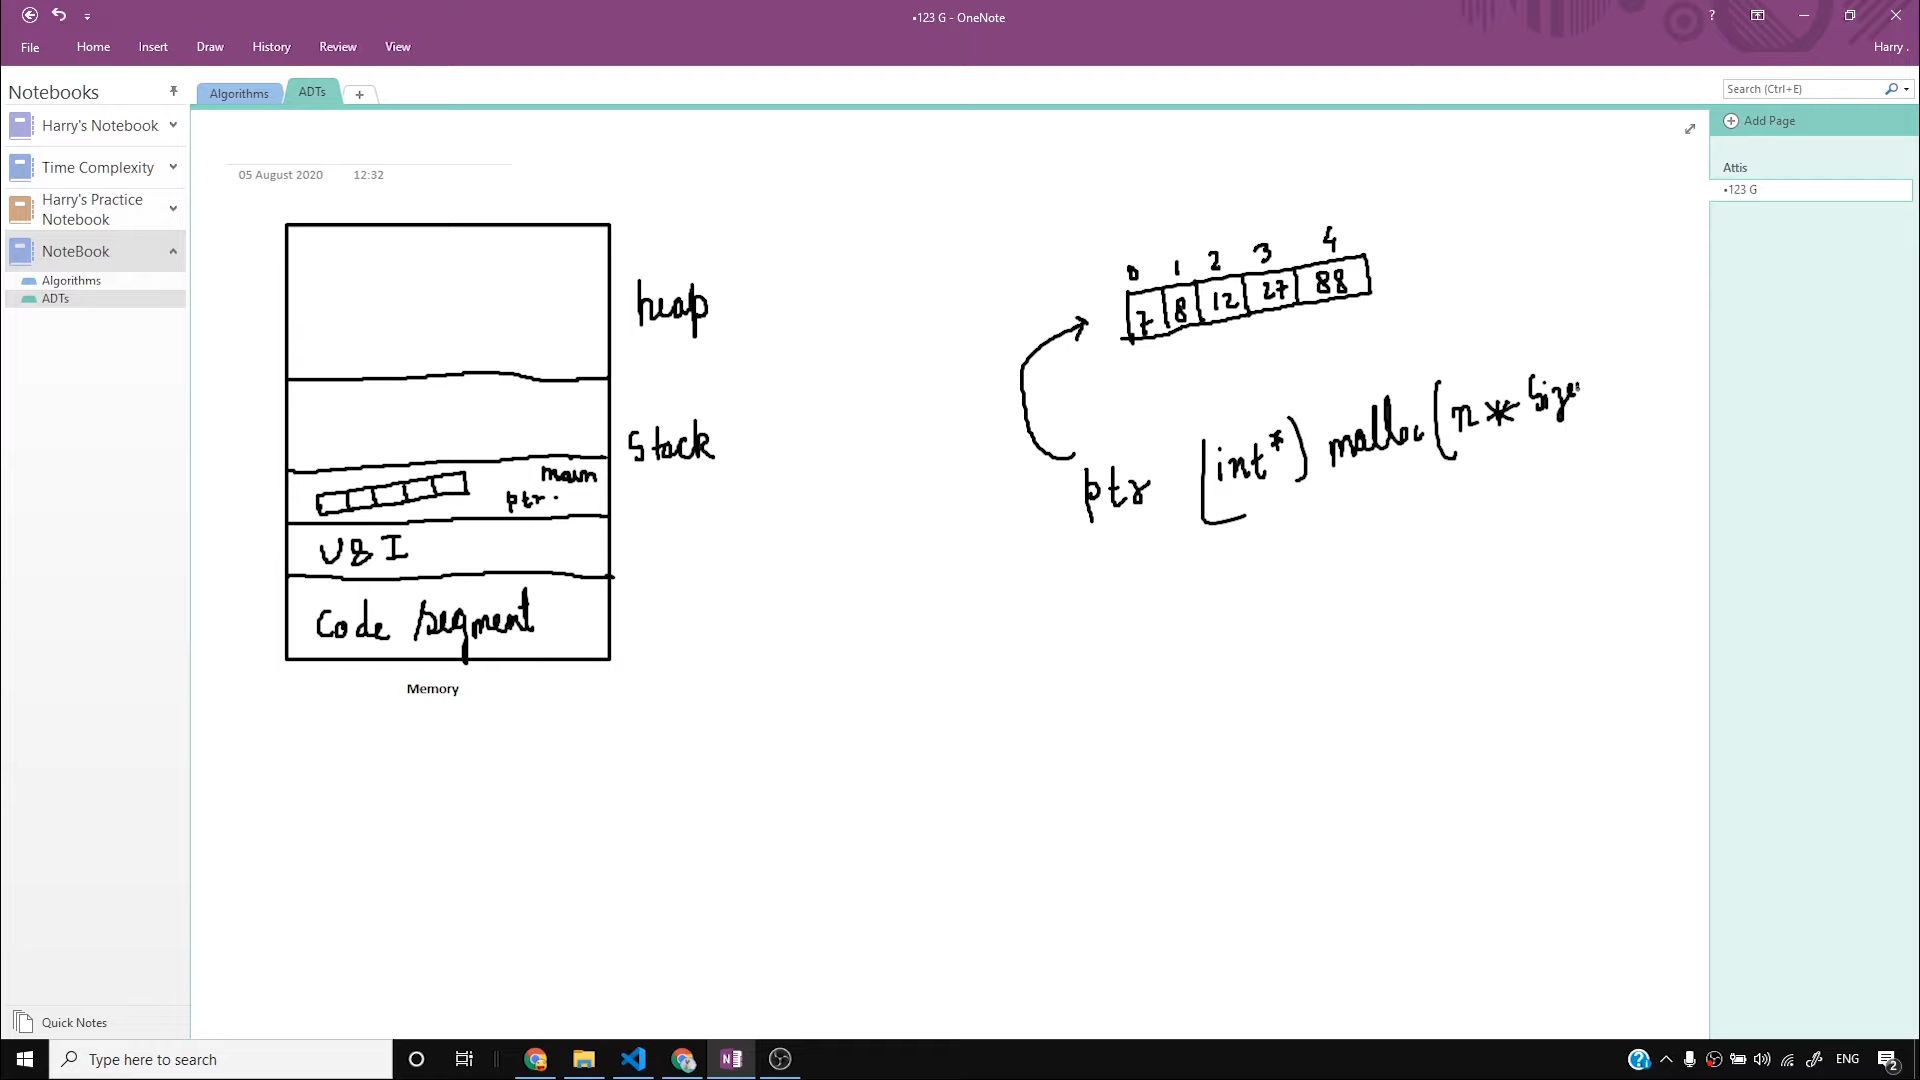 •123 G - OneNote
?
File
Home
Insert
Draw
History
Review
View
Harry .
Notebooks
Harry's Notebook
Time Complexity
Harry's Practice
Notebook
NoteBook
Algorithms
ADTs
Quick Notes
Algorithms
ADTs
+
Search (Ctrl+E)
Add Page
Attis
•123 G
05 August 2020 12:32
heap
Stack
main
ptr
U & I
Code segment
Memory
0 1 2 3 4
7 8 12 27 88
ptr (int*) malloc(n * Size
Type here to search
ENG
2